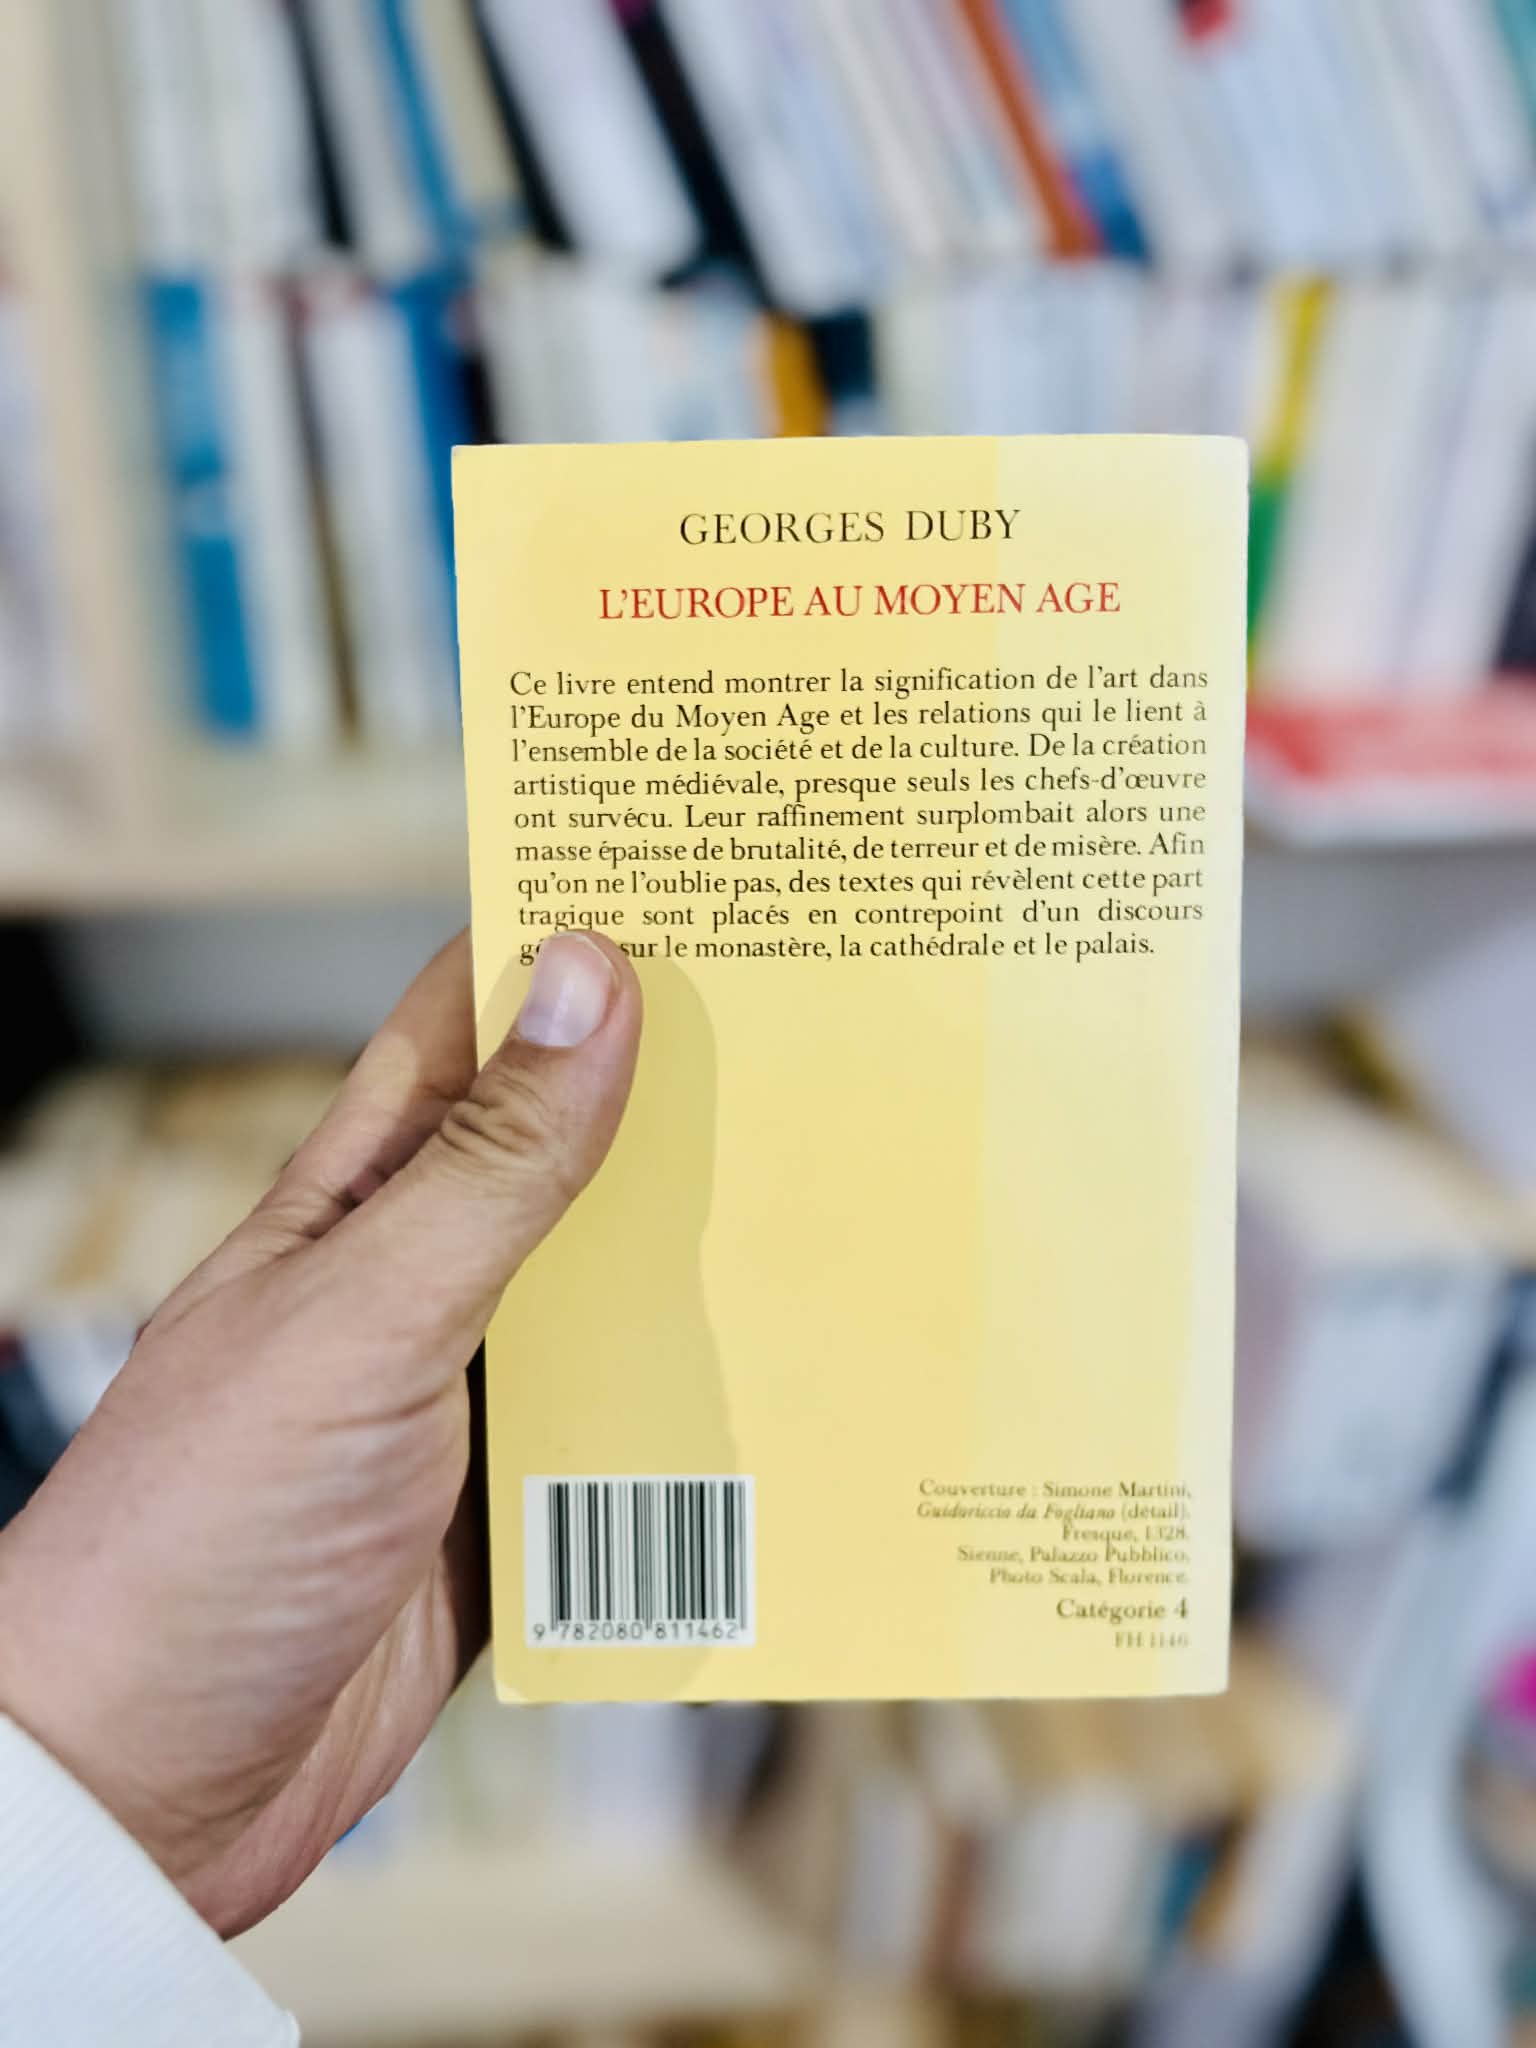 GEORGES DUBY
L'EUROPE AU MOYEN AGE
Ce livre entend montrer la signification de l'art dans
l'Europe du Moyen Age et les relations qui le lient à
l'ensemble de la société et de la culture. De la création
artistique médiévale, presque seuls les chefs-d'œuvre
ont survécu. Leur raffinement surplombait alors une
masse épaisse de brutalité, de terreur et de misère. Afin
qu'on ne l'oublie pas, des textes qui révèlent cette part
tragique sont placés en contrepoint d'un discours
sur le monastère, la cathédrale et le palais.
Couverture : Simone Martini,
Guidoriccio da Fogliano (détail).
Fresque, 1328.
Sienne, Palazzo Pubblico.
Photo Scala, Florence.
Catégorie 4
FH 1146
9 782080 811462